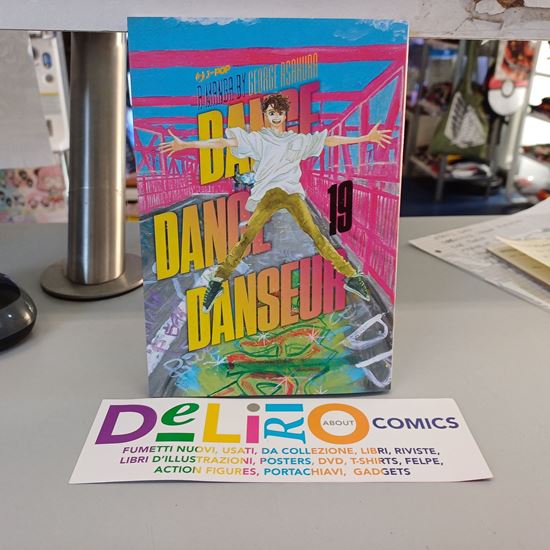 J-POP
A MANGA BY GEORGE ASAKURA
DANCE
DANCE
DANSEUR
19
DeLiRIO ABOUT COMICS
FUMETTI NUOVI, USATI, DA COLLEZIONE, LIBRI, RIVISTE,
LIBRI D'ILLUSTRAZIONI, POSTERS, DVD, T-SHIRTS, FELPE,
ACTION FIGURES, PORTACHIAVI, GADGETS